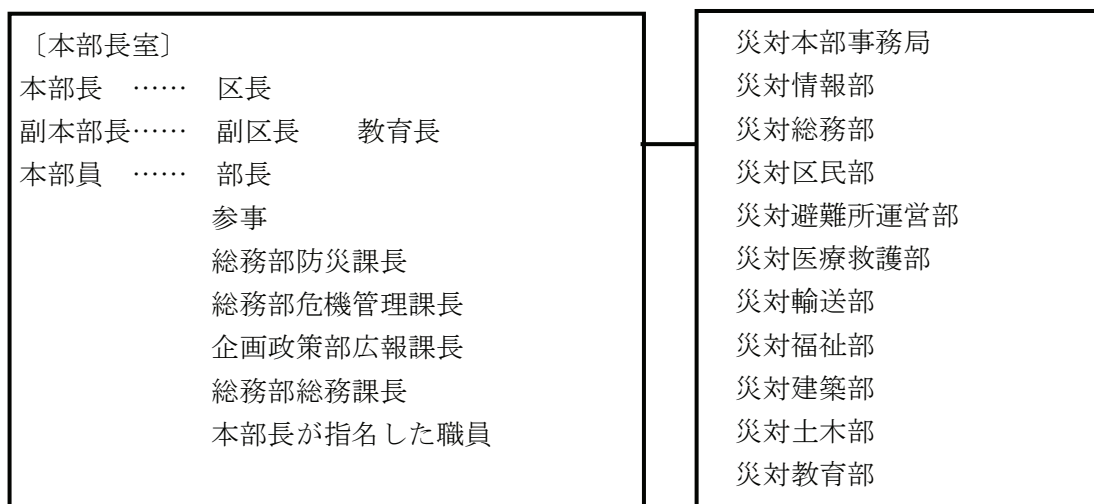 〔本部長室〕
本部長 …… 区長
副本部長…… 副区長 教育長
本部員 …… 部長
参事
総務部防災課長
総務部危機管理課長
企画政策部広報課長
総務部総務課長
本部長が指名した職員
災対本部事務局
災対情報部
災対総務部
災対区民部
災対避難所運営部
災対医療救護部
災対輸送部
災対福祉部
災対建築部
災対土木部
災対教育部